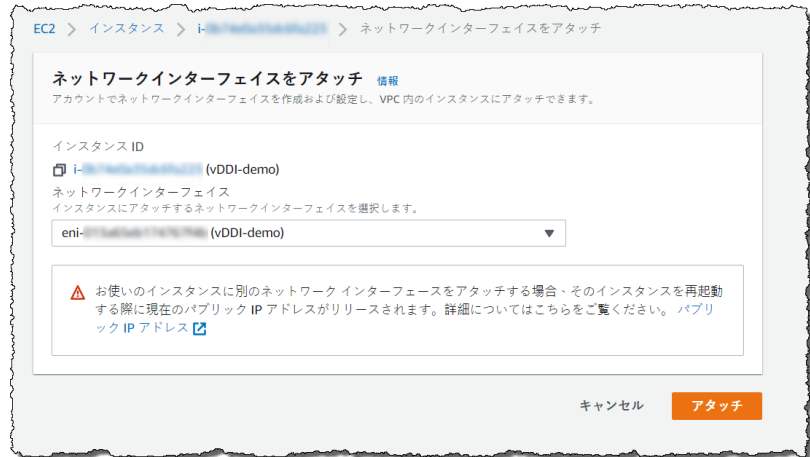 EC2 > インスタンス > i- > ネットワークインターフェイスをアタッチ
ネットワークインターフェイスをアタッチ 情報
アカウントでネットワークインターフェイスを作成および設定し、VPC 内のインスタンスにアタッチできます。
インスタンス ID
i- (vDDI-demo)
ネットワークインターフェイス
インスタンスにアタッチするネットワークインターフェイスを選択します。
eni- (vDDI-demo)
お使いのインスタンスに別のネットワーク インターフェースをアタッチする場合、そのインスタンスを再起動
する際に現在のパブリック IP アドレスがリリースされます。詳細についてはこちらをご覧ください。 パブリ
ック IP アドレス
キャンセル アタッチ